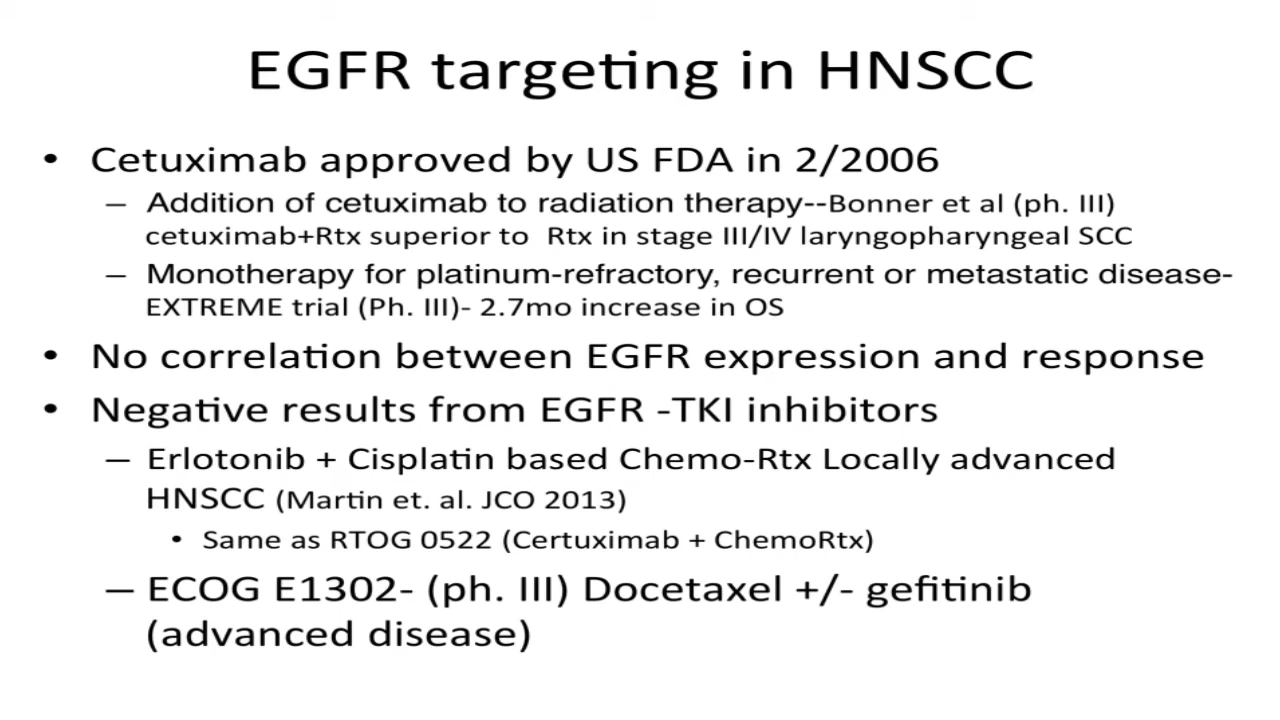 EGFR targeting in HNSCC
• Cetuximab approved by US FDA in 2/2006
– Addition of cetuximab to radiation therapy--Bonner et al (ph. III)
cetuximab+Rtx superior to Rtx in stage III/IV laryngopharyngeal SCC
– Monotherapy for platinum-refractory, recurrent or metastatic disease-
EXTREME trial (Ph. III)- 2.7mo increase in OS
• No correlation between EGFR expression and response
• Negative results from EGFR -TKI inhibitors
– Erlotonib + Cisplatin based Chemo-Rtx Locally advanced
HNSCC (Martin et. al. JCO 2013)
• Same as RTOG 0522 (Certuximab + ChemoRtx)
– ECOG E1302- (ph. III) Docetaxel +/- gefitinib
(advanced disease)